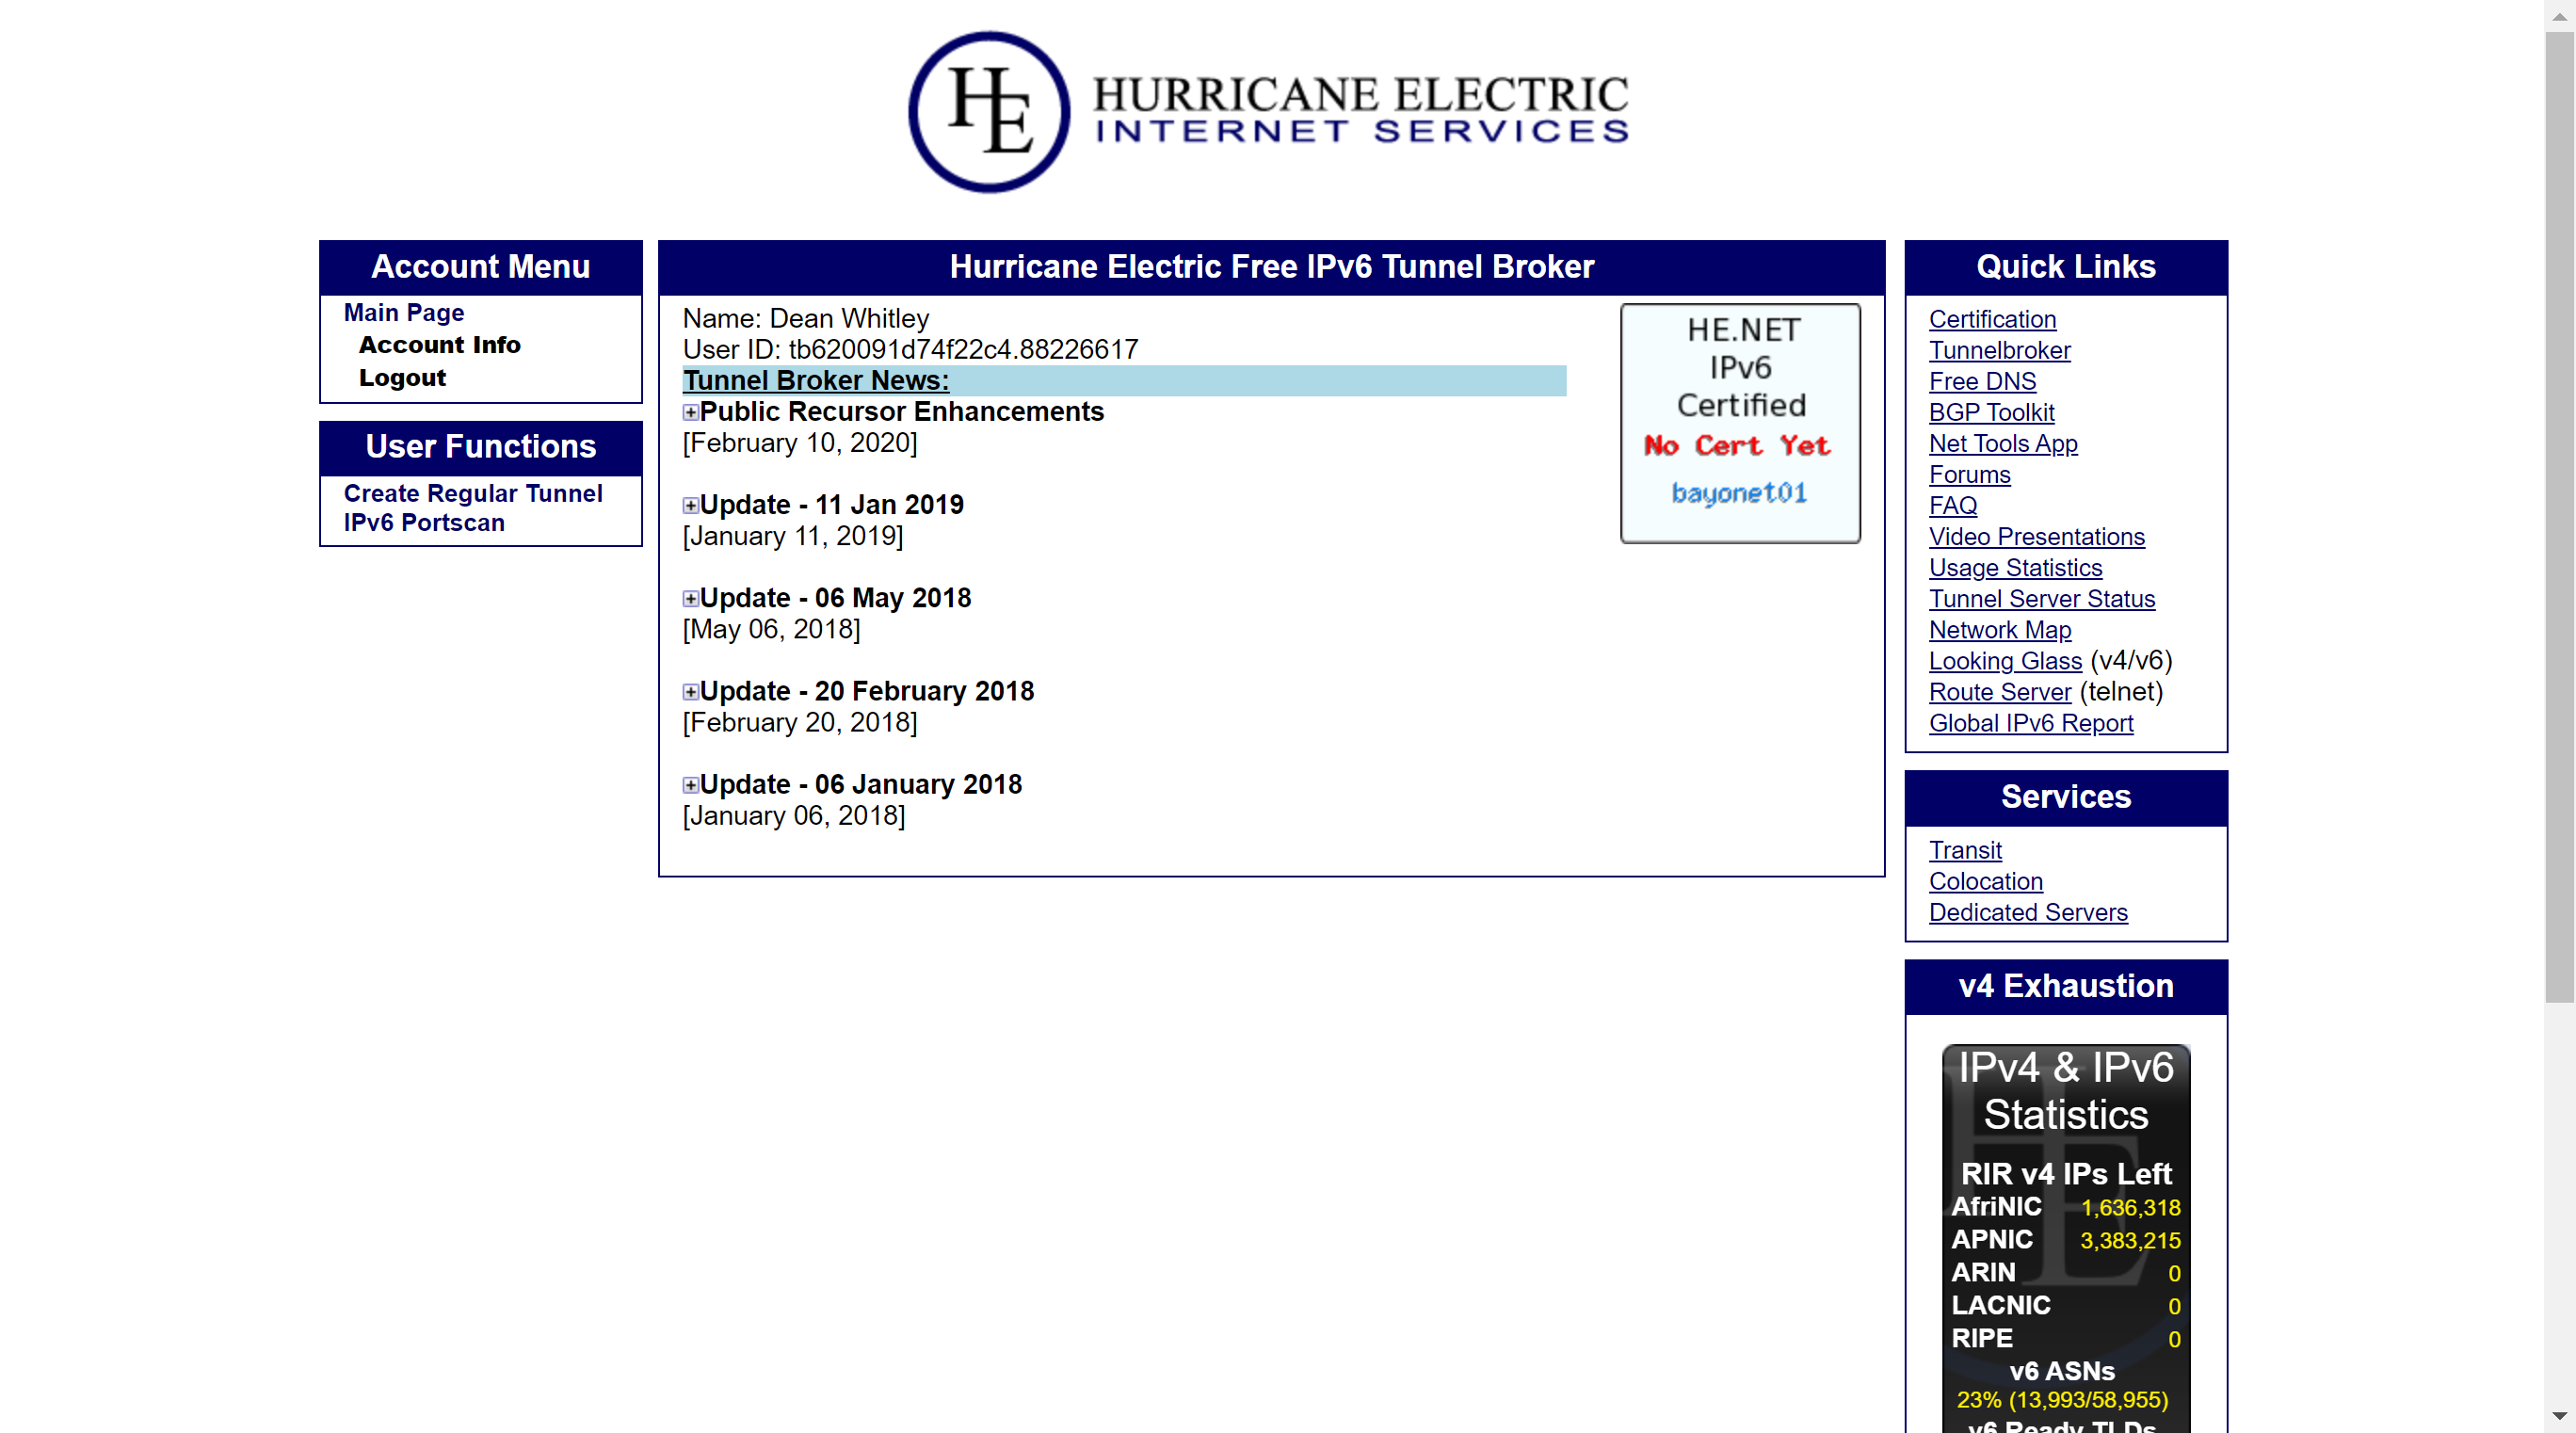 HE HURRICANE ELECTRIC
INTERNET SERVICES
Account Menu
Main Page
Account Info
Logout
User Functions
Create Regular Tunnel
IPv6 Portscan
Hurricane Electric Free IPv6 Tunnel Broker
Name: Dean Whitley
User ID: tb620091d74f22c4.88226617
Tunnel Broker News:
Public Recursor Enhancements
[February 10, 2020]
Update - 11 Jan 2019
[January 11, 2019]
Update - 06 May 2018
[May 06, 2018]
Update - 20 February 2018
[February 20, 2018]
Update - 06 January 2018
[January 06, 2018]
HE.NET
IPv6
Certified
No Cert Yet
bayonet01
Quick Links
Certification
Tunnelbroker
Free DNS
BGP Toolkit
Net Tools App
Forums
FAQ
Video Presentations
Usage Statistics
Tunnel Server Status
Network Map
Looking Glass (v4/v6)
Route Server (telnet)
Global IPv6 Report
Services
Transit
Colocation
Dedicated Servers
v4 Exhaustion
IPv4 & IPv6
Statistics
RIR v4 IPs Left
AfriNIC 1,636,318
APNIC 3,383,215
ARIN 0
LACNIC 0
RIPE 0
v6 ASNs
23% (13,993/58,955)
v6 Ready TLDs